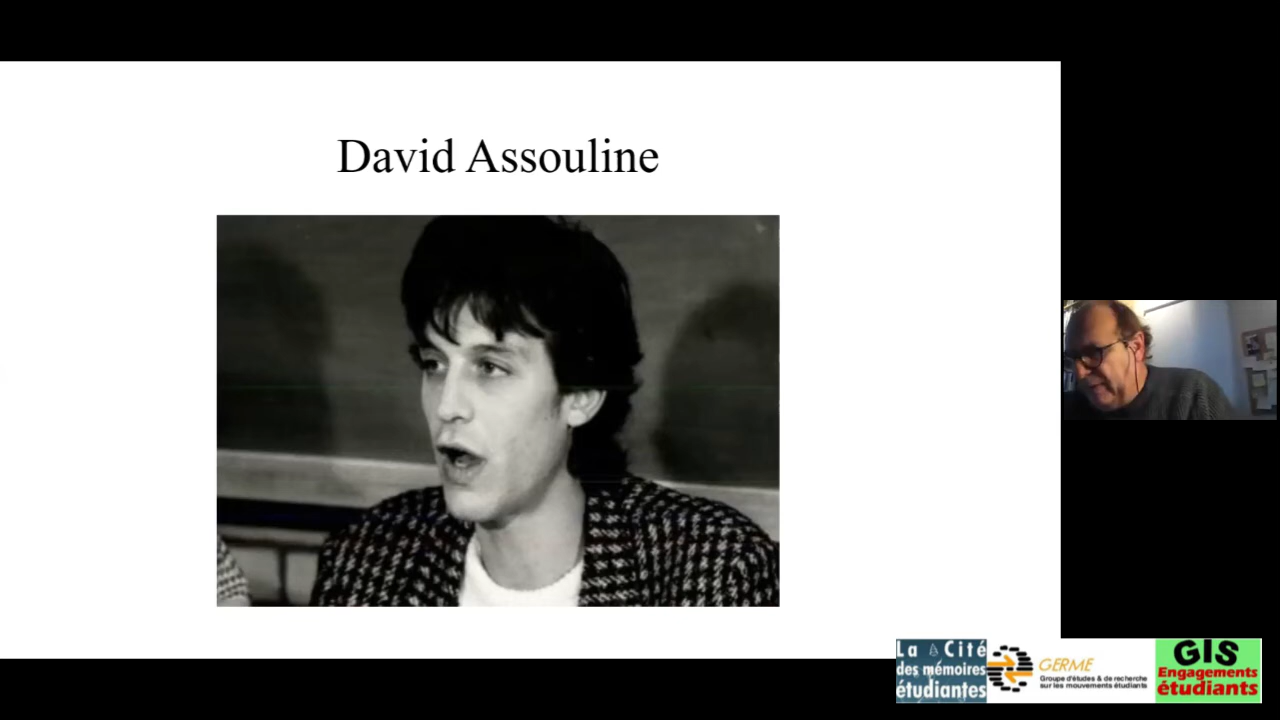 David Assouline
La Cité
des mémoires
étudiantes
GERME
Groupe d'études & de recherche
sur les mouvements étudiants
GIS
Engagements
étudiants